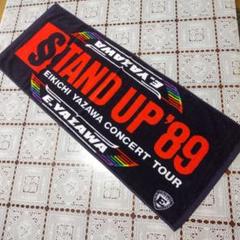 E.YAZAWA
STAND UP '89
EIKICHI YAZAWA CONCERT TOUR
E.YAZAWA